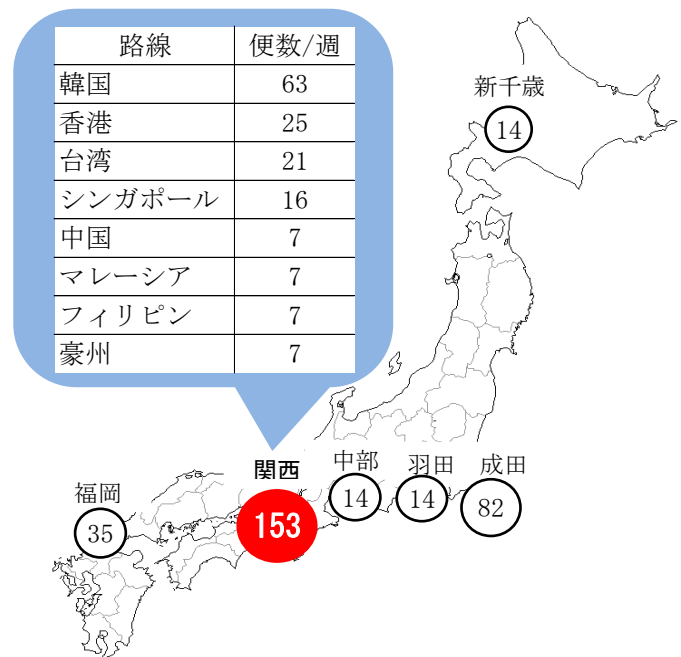 路線 便数/週
韓国 63
香港 25
台湾 21
シンガポール 16
中国 7
マレーシア 7
フィリピン 7
豪州 7
新千歳
14
関西
153
中部
14
羽田
14
成田
82
福岡
35